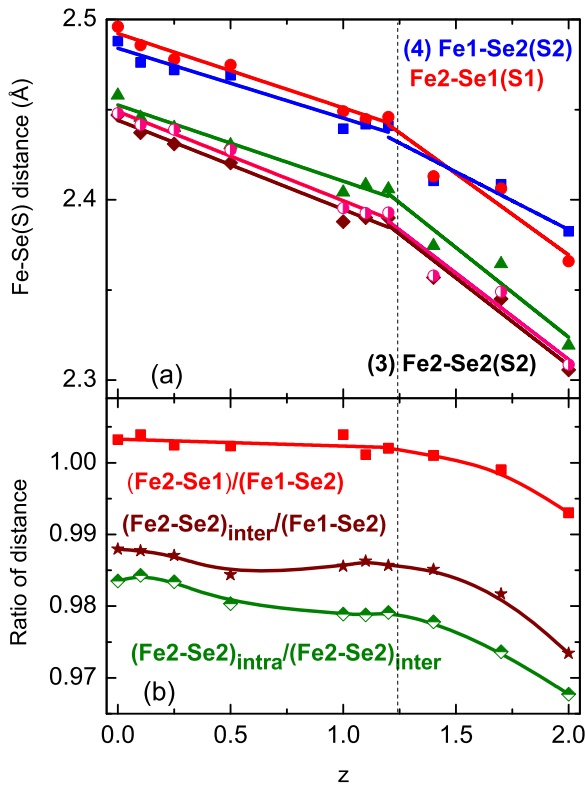 2.5
(4) Fe1-Se2(S2)
Fe2-Se1(S1)
2.4
Fe-Se(S) distance (Å)
(3) Fe2-Se2(S2)
2.3
(a)
1.00
(Fe2-Se1)/(Fe1-Se2)
0.99
(Fe2-Se2)inter/(Fe1-Se2)
Ratio of distance
0.98
(Fe2-Se2)intra/(Fe2-Se2)inter
0.97
(b)
0.0 0.5 1.0 1.5 2.0
z